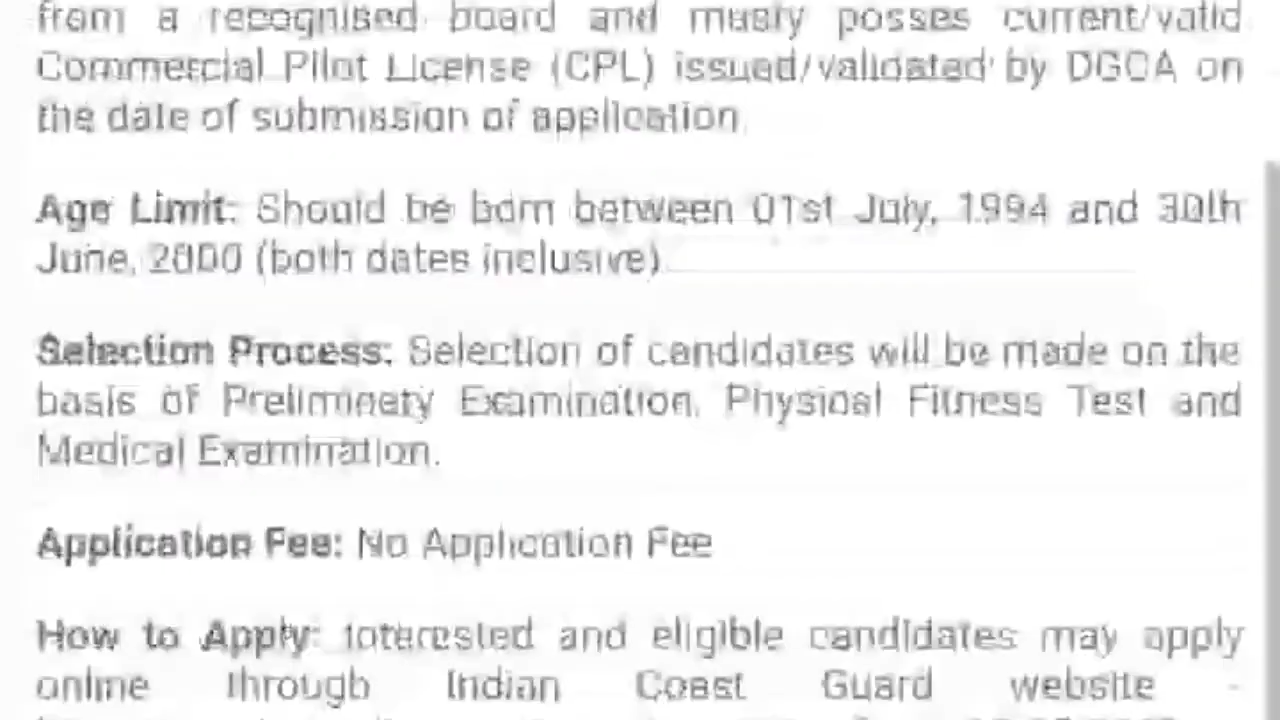 from a recognised board and musty posses current/valid
Commercial Pilot License (CPL) issued/validated by DGCA on
the date of submission of application.
Age Limit: Should be born between 01st July, 1994 and 30th
June, 2000 (both dates inclusive).
Selection Process: Selection of candidates will be made on the
basis of Preliminary Examination, Physical Fitness Test and
Medical Examination.
Application Fee: No Application Fee
How to Apply: Interested and eligible candidates may apply
online through Indian Coast Guard website -